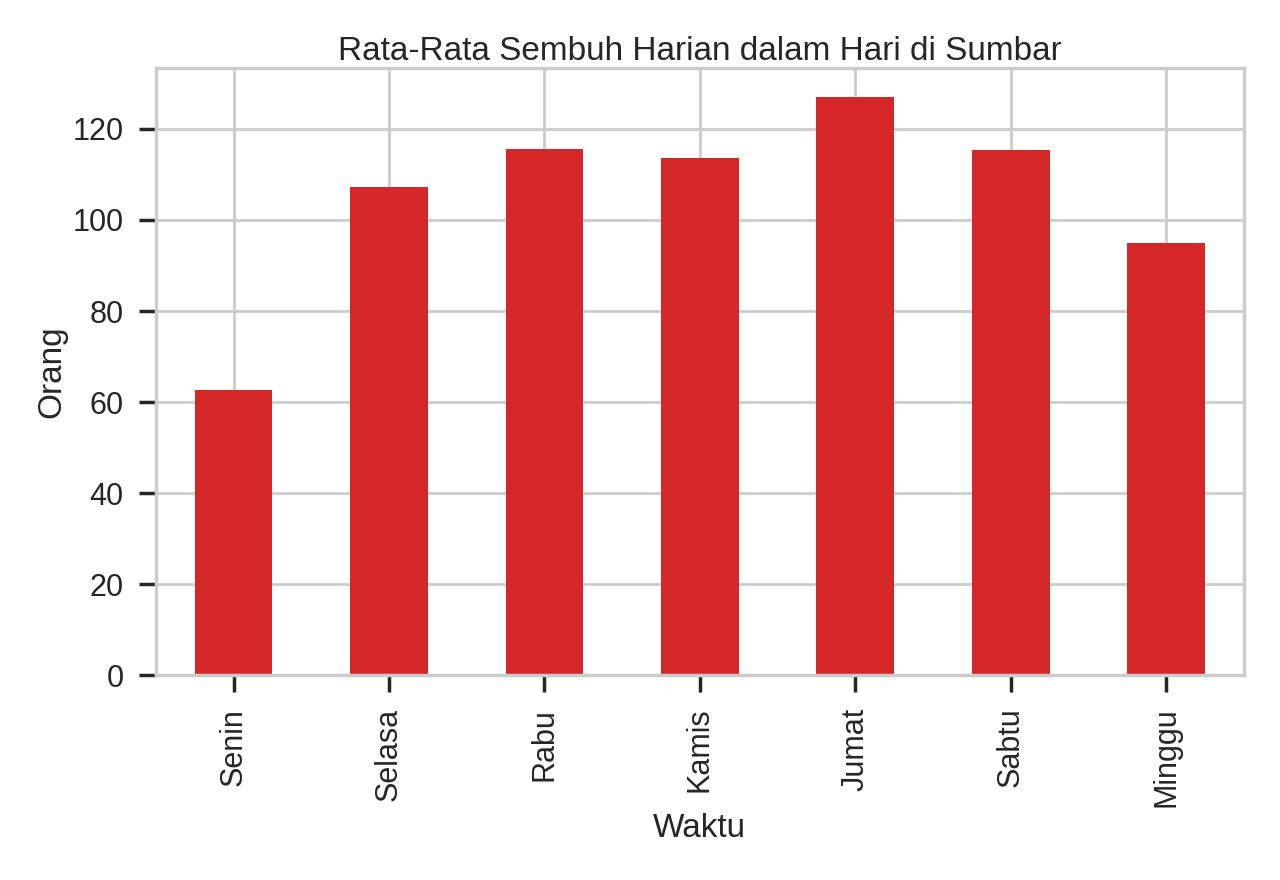 Rata-Rata Sembuh Harian dalam Hari di Sumbar
Orang
120
100
80
60
40
20
0
Senin
Selasa
Rabu
Kamis
Jumat
Sabtu
Minggu
Waktu